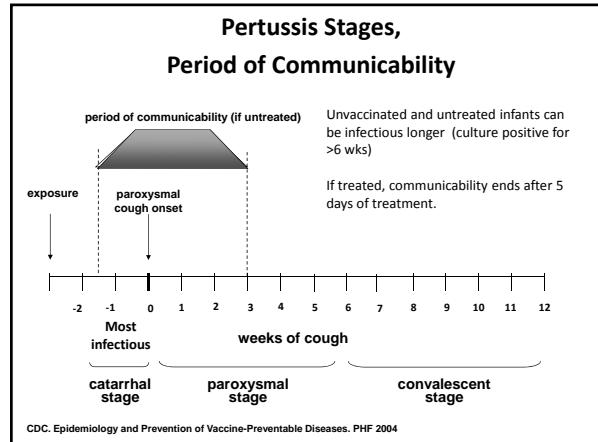 Pertussis Stages,
Period of Communicability
period of communicability (if untreated)
Unvaccinated and untreated infants can
be infectious longer (culture positive for
>6 wks)
If treated, communicability ends after 5
days of treatment.
exposure
paroxysmal
cough onset
-2 -1 0 1 2 3 4 5 6 7 8 9 10 11 12
Most
infectious
weeks of cough
catarrhal
stage
paroxysmal
stage
convalescent
stage
CDC. Epidemiology and Prevention of Vaccine-Preventable Diseases. PHF 2004